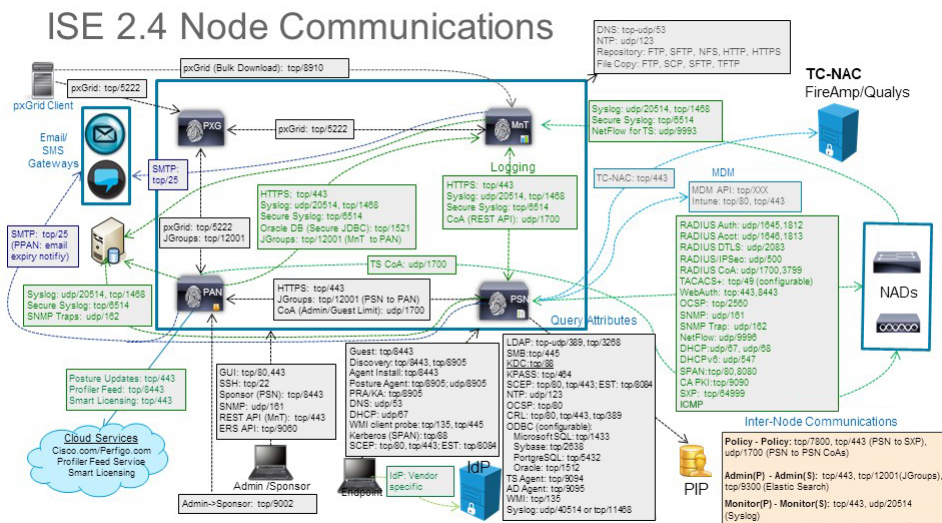 ISE 2.4 Node Communications
DNS: tcp-udp/53
NTP: udp/123
Repository: FTP, SFTP, NFS, HTTP, HTTPS
File Copy: FTP, SCP, SFTP, TFTP
pxGrid (Bulk Download): tcp/8910
pxGrid Client
pxGrid: tcp/5222
TC-NAC
FireAmp/Qualys
Email/
SMS
Gateways
PXG
pxGrid: tcp/5222
MnT
Syslog: udp/20514, tcp/1468
Secure Syslog: tcp/6514
NetFlow for TS: udp/9993
SMTP:
tcp/25
Logging
HTTPS: tcp/443
Syslog: udp/20514, tcp/1468
Secure Syslog: tcp/6514
Oracle DB (Secure JDBC): tcp/1521
JGroups: tcp/12001 (MnT to PAN)
HTTPS: tcp/443
Syslog: udp/20514, tcp/1468
Secure Syslog: tcp/6514
CoA (REST API): udp/1700
TC-NAC: tcp/443
MDM
MDM API: tcp/XXX
Intune: tcp/80, tcp/443
SMTP: tcp/25
(PPAN: email
expiry notifiy)
pxGrid: tcp/5222
JGroups: tcp/12001
TS CoA: udp/1700
RADIUS Auth: udp/1645,1812
RADIUS Acct: udp/1646,1813
RADIUS DTLS: udp/2083
RADIUS/IPSec: udp/500
RADIUS CoA: udp/1700,3799
TACACS+: tcp/49 (configurable)
WebAuth: tcp/443,8443
OCSP: tcp/2560
SNMP: udp/161
SNMP Trap: udp/162
NetFlow: udp/9996
DHCP:udp/67, udp/68
DHCPv6: udp/547
SPAN:tcp/80,8080
CA PKI: tcp/9090
SXP: tcp/64999
ICMP
NADs
Syslog: udp/20514, tcp/1468
Secure Syslog: tcp/6514
SNMP Traps: udp/162
PAN
HTTPS: tcp/443
JGroups: tcp/12001 (PSN to PAN)
CoA (Admin/Guest Limit): udp/1700
PSN
Query Attributes
Posture Updates: tcp/443
Profiler Feed: tcp/8443
Smart Licensing: tcp/443
GUI: tcp/80,443
SSH: tcp/22
Sponsor (PSN): tcp/8443
SNMP: udp/161
REST API (MnT): tcp/443
ERS API: tcp/9060
Guest: tcp/8443
Discovery: tcp/8443, tcp/8905
Agent Install: tcp/8443
Posture Agent: tcp/8905; udp/8905
PRA/KA: tcp/8905
DNS: udp/53
DHCP: udp/67
WMI client probe: tcp/135, tcp/445
Kerberos (SPAN): tcp/88
SCEP: tcp/80, tcp/443; EST: tcp/8084
LDAP: tcp-udp/389, tcp/3268
SMB:tcp/445
KDC: tcp/88
KPASS: tcp/464
SCEP: tcp/80, tcp/443; EST: tcp/8084
NTP: udp/123
OCSP: tcp/80
CRL: tcp/80, tcp/443, tcp/389
ODBC (configurable):
Microsoft SQL: tcp/1433
Sybase: tcp/2638
PortgreSQL: tcp/5432
Oracle: tcp/1512
TS Agent: tcp/9094
AD Agent: tcp/9095
WMI: tcp/135
Syslog: udp/40514 or tcp/11468
Cloud Services
Cisco.com/Perfigo.com
Profiler Feed Service
Smart Licensing
Admin /Sponsor
Admin->Sponsor: tcp/9002
Endpoint
IdP: Vendor
specific
IdP
PIP
Inter-Node Communications
Policy - Policy: tcp/7800, tcp/443 (PSN to SXP),
udp/1700 (PSN to PSN CoAs)
Admin(P) - Admin(S): tcp/443, tcp/12001(JGroups),
tcp/9300 (Elastic Search)
Monitor(P) - Monitor(S): tcp/443, udp/20514
(Syslog)